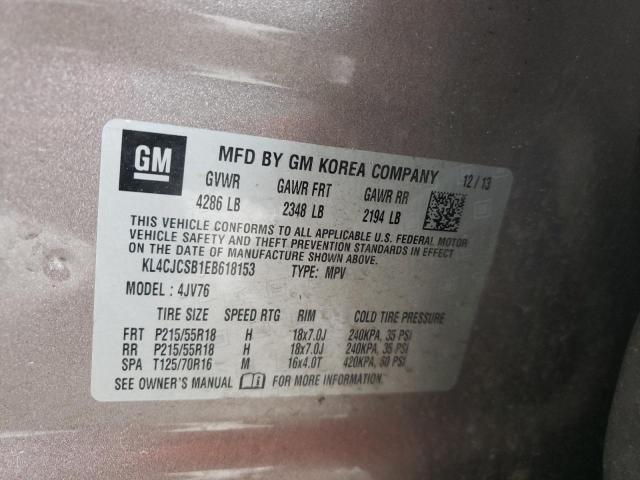 GM
MFD BY GM KOREA COMPANY 12/13
GVWR GAWR FRT GAWR RR
4286 LB 2348 LB 2194 LB
THIS VEHICLE CONFORMS TO ALL APPLICABLE U.S. FEDERAL MOTOR
VEHICLE SAFETY AND THEFT PREVENTION STANDARDS IN EFFECT
ON THE DATE OF MANUFACTURE SHOWN ABOVE.
KL4CJCSB1EB618153 TYPE: MPV
MODEL: 4JV76
TIRE SIZE SPEED RTG RIM COLD TIRE PRESSURE
FRT P215/55R18 H 18x7.0J 240KPA, 35 PSI
RR P215/55R18 H 18x7.0J 240KPA, 35 PSI
SPA T125/70R16 M 16x4.0T 420KPA, 60 PSI
SEE OWNER'S MANUAL FOR MORE INFORMATION.